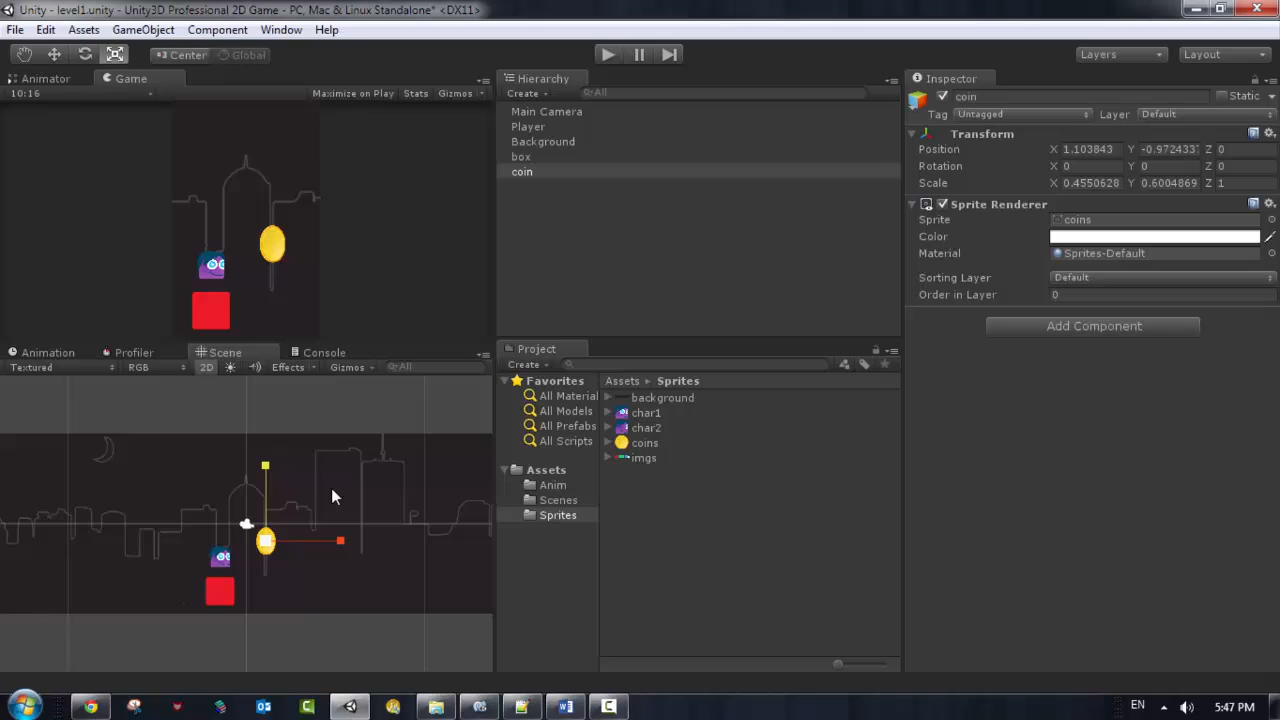 Unity - level1.unity - Unity3D Professional 2D Game - PC, Mac & Linux Standalone* <DX11>
File Edit Assets GameObject Component Window Help
Center Global Layers Layout
Animator Game Hierarchy Inspector
10:16 Maximize on Play Stats Gizmos Create All
coin Static
Tag Untagged Layer Default
Main Camera
Player
Background
box
coin
Transform
Position X 1.103843 Y -0.9724337 Z 0
Rotation X 0 Y 0 Z 0
Scale X 0.4550628 Y 0.6004869 Z 1
Sprite Renderer
Sprite coins
Color
Material Sprites-Default
Sorting Layer Default
Order in Layer 0
Add Component
Animation Profiler Scene Console
Textured RGB 2D Effects Gizmos All
Project
Create
Favorites
All Material
All Models
All Prefabs
All Scripts
Assets
Anim
Scenes
Sprites
Assets Sprites
background
char1
char2
coins
imgs
EN 5:47 PM